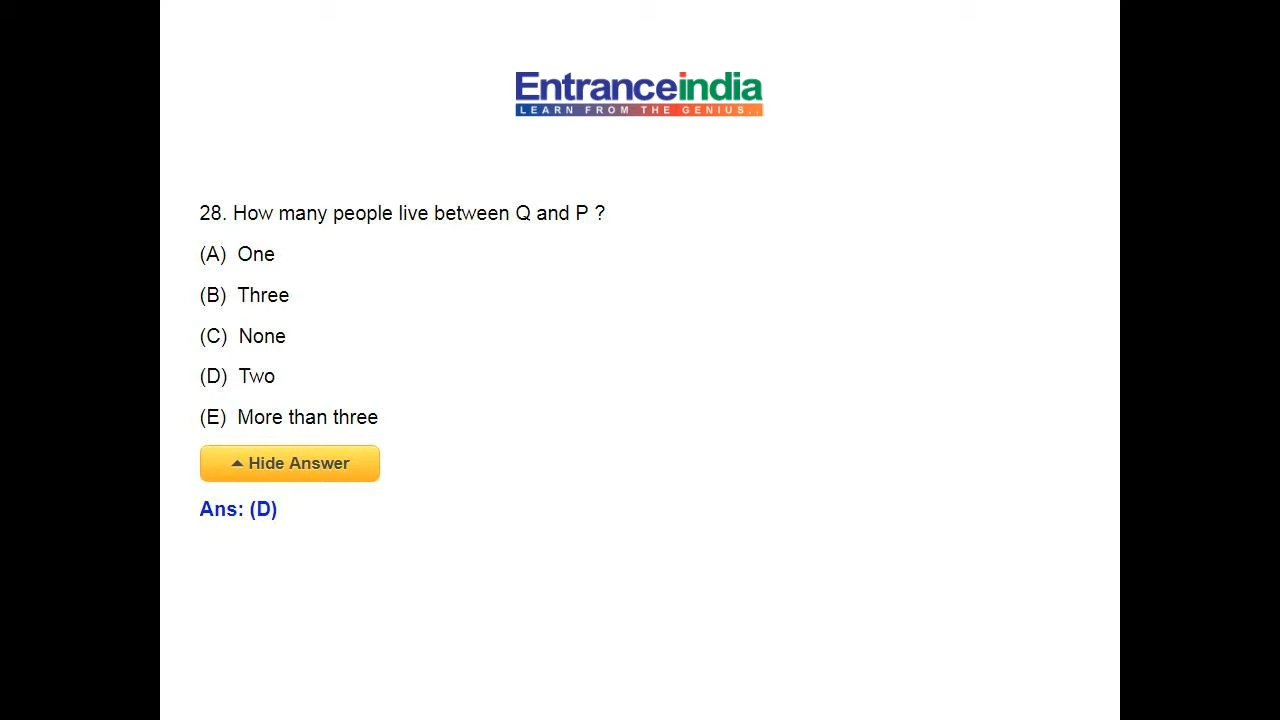 Entranceindia
LEARN FROM THE GENIUS..
28. How many people live between Q and P ?
(A) One
(B) Three
(C) None
(D) Two
(E) More than three
Hide Answer
Ans: (D)